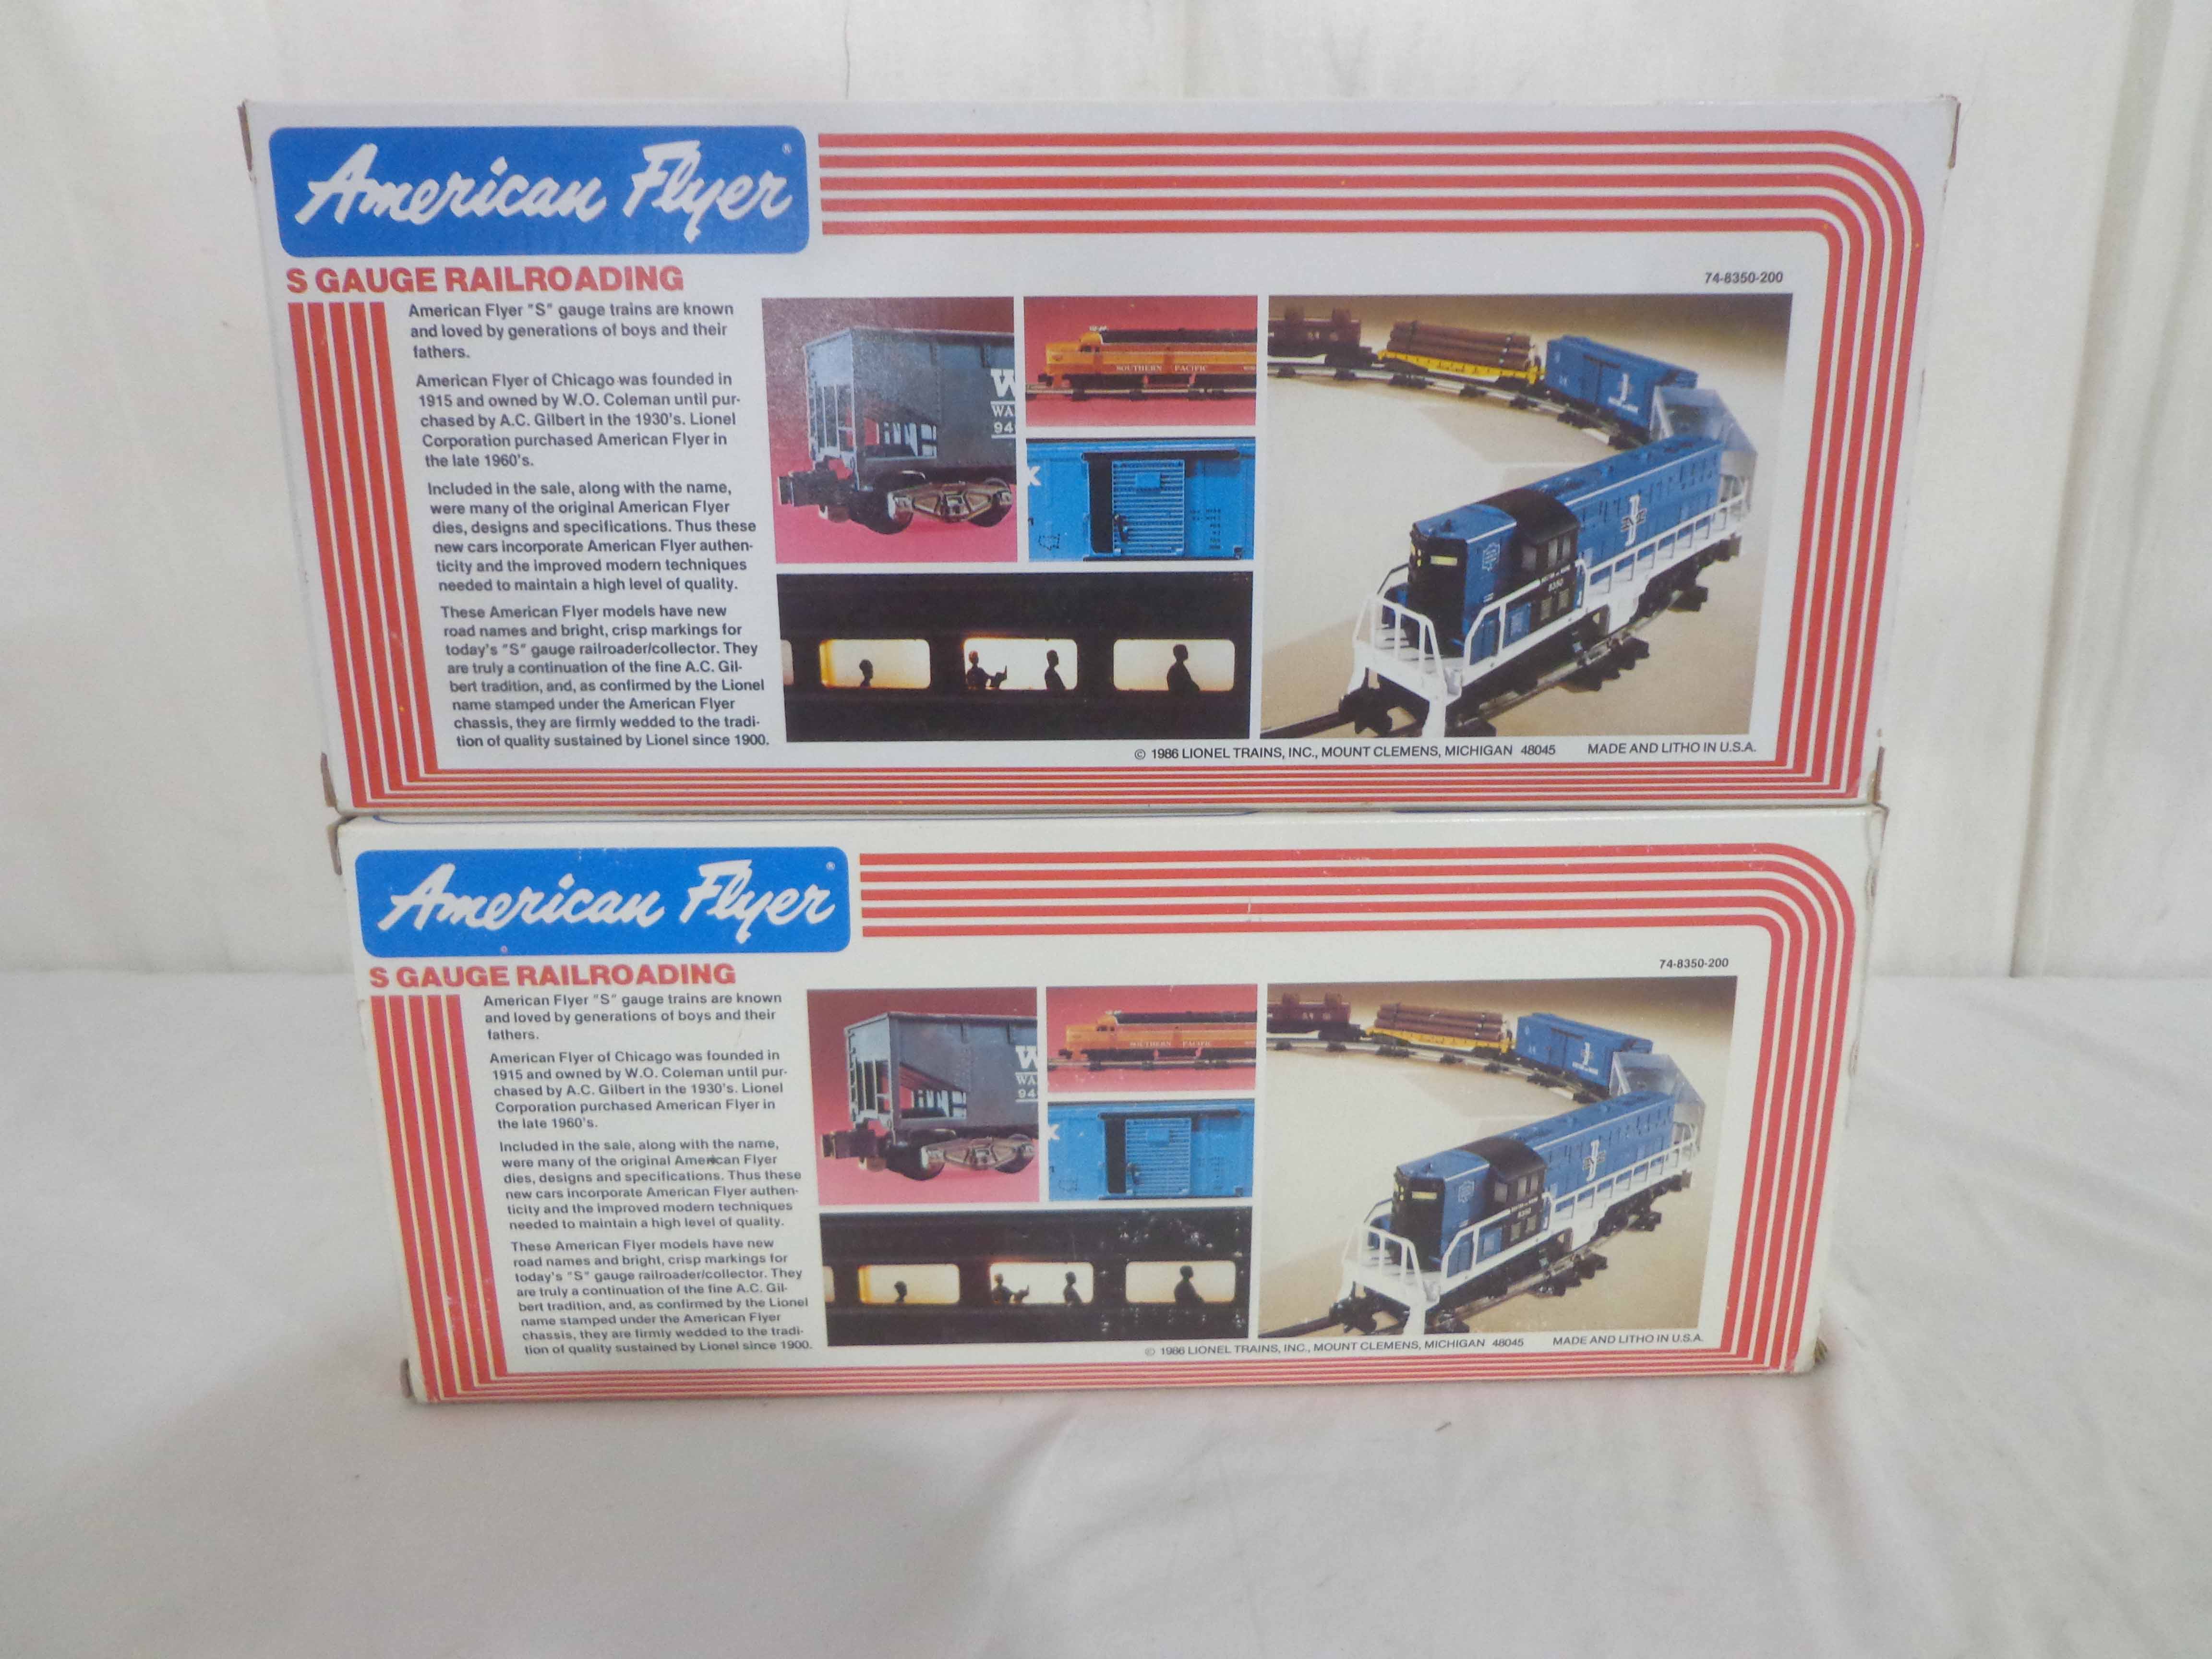 American Flyer®
S GAUGE RAILROADING
74-8350-200
American Flyer "S" gauge trains are known
and loved by generations of boys and their
fathers.
American Flyer of Chicago was founded in
1915 and owned by W.O. Coleman until pur-
chased by A.C. Gilbert in the 1930's. Lionel
Corporation purchased American Flyer in
the late 1960's.
Included in the sale, along with the name,
were many of the original American Flyer
dies, designs and specifications. Thus these
new cars incorporate American Flyer authen-
ticity and the improved modern techniques
needed to maintain a high level of quality.
These American Flyer models have new
road names and bright, crisp markings for
today's "S" gauge railroader/collector. They
are truly a continuation of the fine A.C. Gil-
bert tradition, and, as confirmed by the Lionel
name stamped under the American Flyer
chassis, they are firmly wedded to the tradi-
tion of quality sustained by Lionel since 1900.
W
WA
94
SOUTHERN PACIFIC
8350
© 1986 LIONEL TRAINS, INC., MOUNT CLEMENS, MICHIGAN 48045 MADE AND LITHO IN U.S.A.
American Flyer®
S GAUGE RAILROADING
74-8350-200
American Flyer "S" gauge trains are known
and loved by generations of boys and their
fathers.
American Flyer of Chicago was founded in
1915 and owned by W.O. Coleman until pur-
chased by A.C. Gilbert in the 1930's. Lionel
Corporation purchased American Flyer in
the late 1960's.
Included in the sale, along with the name,
were many of the original American Flyer
dies, designs and specifications. Thus these
new cars incorporate American Flyer authen-
ticity and the improved modern techniques
needed to maintain a high level of quality.
These American Flyer models have new
road names and bright, crisp markings for
today's "S" gauge railroader/collector. They
are truly a continuation of the fine A.C. Gil-
bert tradition, and, as confirmed by the Lionel
name stamped under the American Flyer
chassis, they are firmly wedded to the tradi-
tion of quality sustained by Lionel since 1900.
W
WA
94
SOUTHERN PACIFIC
8350
© 1986 LIONEL TRAINS, INC., MOUNT CLEMENS, MICHIGAN 48045 MADE AND LITHO IN U.S.A.